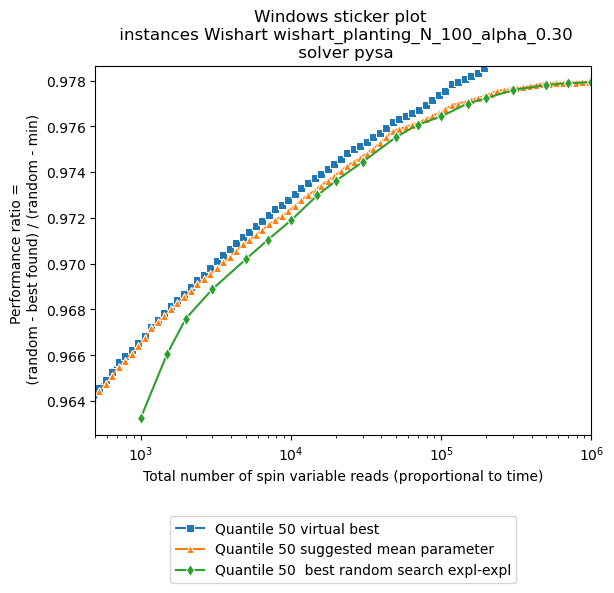 Windows sticker plot
instances Wishart wishart_planting_N_100_alpha_0.30
solver pysa
Performance ratio =
(random - best found) / (random - min)
0.978
0.976
0.974
0.972
0.970
0.968
0.966
0.964
10³
10⁴
10⁵
10⁶
Total number of spin variable reads (proportional to time)
Quantile 50 virtual best
Quantile 50 suggested mean parameter
Quantile 50  best random search expl-expl